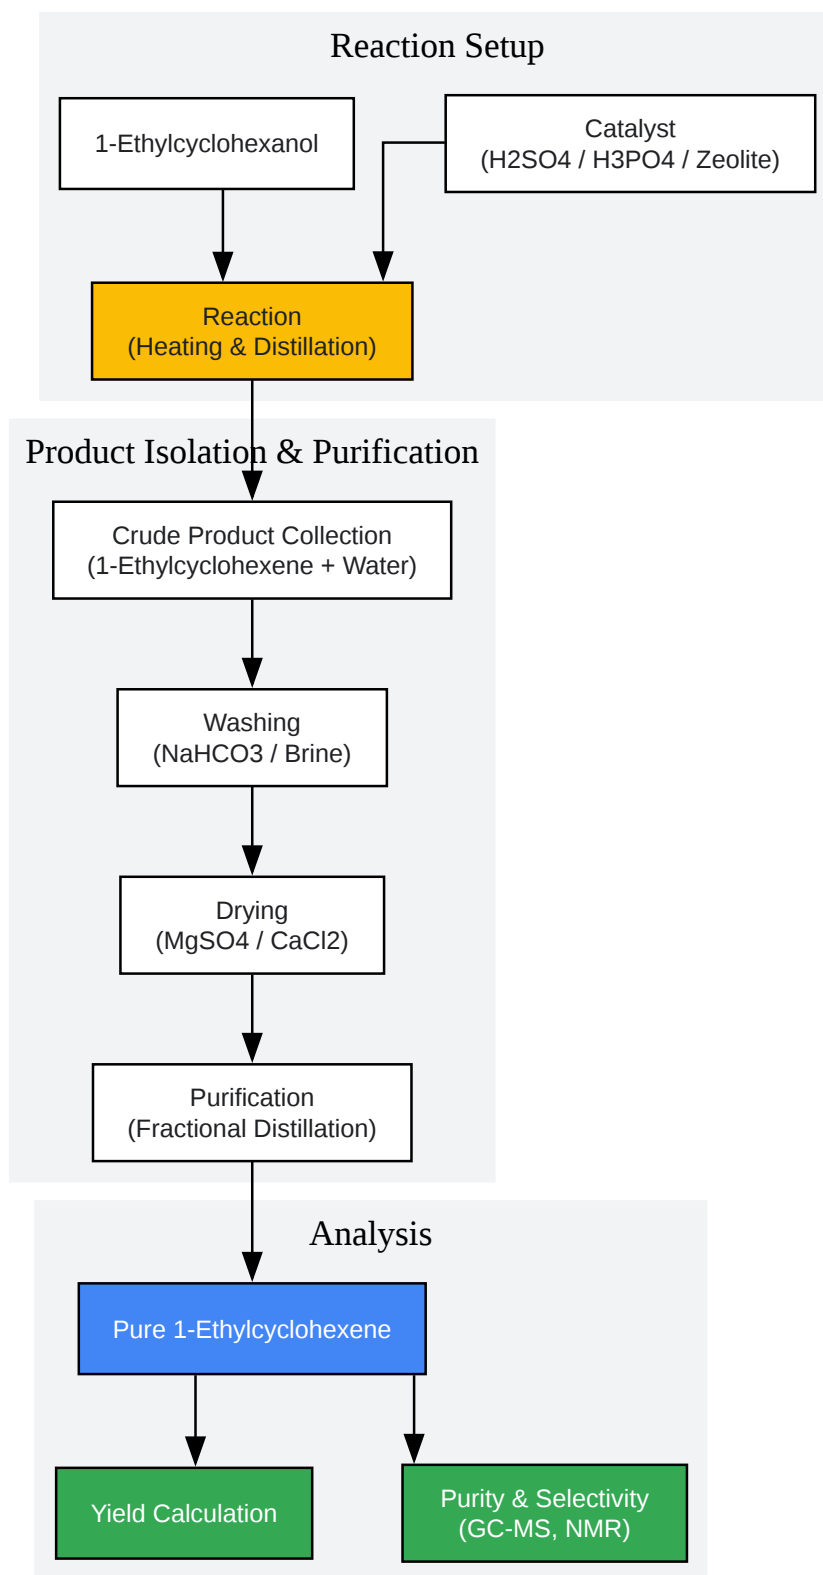 Reaction Setup
1-Ethylcyclohexanol
Catalyst
(H2SO4 / H3PO4 / Zeolite)
Reaction
(Heating & Distillation)
Product Isolation & Purification
Crude Product Collection
(1-Ethylcyclohexene + Water)
Washing
(NaHCO3 / Brine)
Drying
(MgSO4 / CaCl2)
Purification
(Fractional Distillation)
Analysis
Pure 1-Ethylcyclohexene
Yield Calculation
Purity & Selectivity
(GC-MS, NMR)